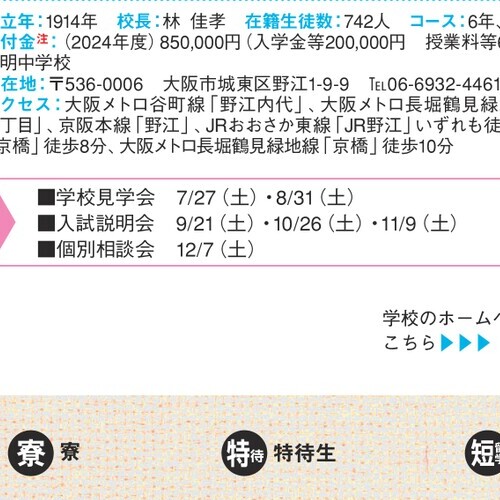 立年:1914年 校長:林 佳孝 在籍生徒数:742人 コース:6年、
付金注:(2024年度)850,000円(入学金等200,000円 授業料等6
明中学校
在地:〒536-0006 大阪市城東区野江1-9-9 TEL06-6932-4461
クセス:大阪メトロ谷町線「野江内代」、大阪メトロ長堀鶴見緑
丁目」、京阪本線「野江」、JRおおさか東線「JR野江」いずれも徒
京橋」徒歩8分、大阪メトロ長堀鶴見緑地線「京橋」徒歩10分
■学校見学会 7/27(土)・8/31(土)
■入試説明会 9/21(土)・10/26(土)・11/9(土)
■個別相談会 12/7(土)
学校のホームペ
こちら▶▶▶
寮 寮 特待 特待生 短